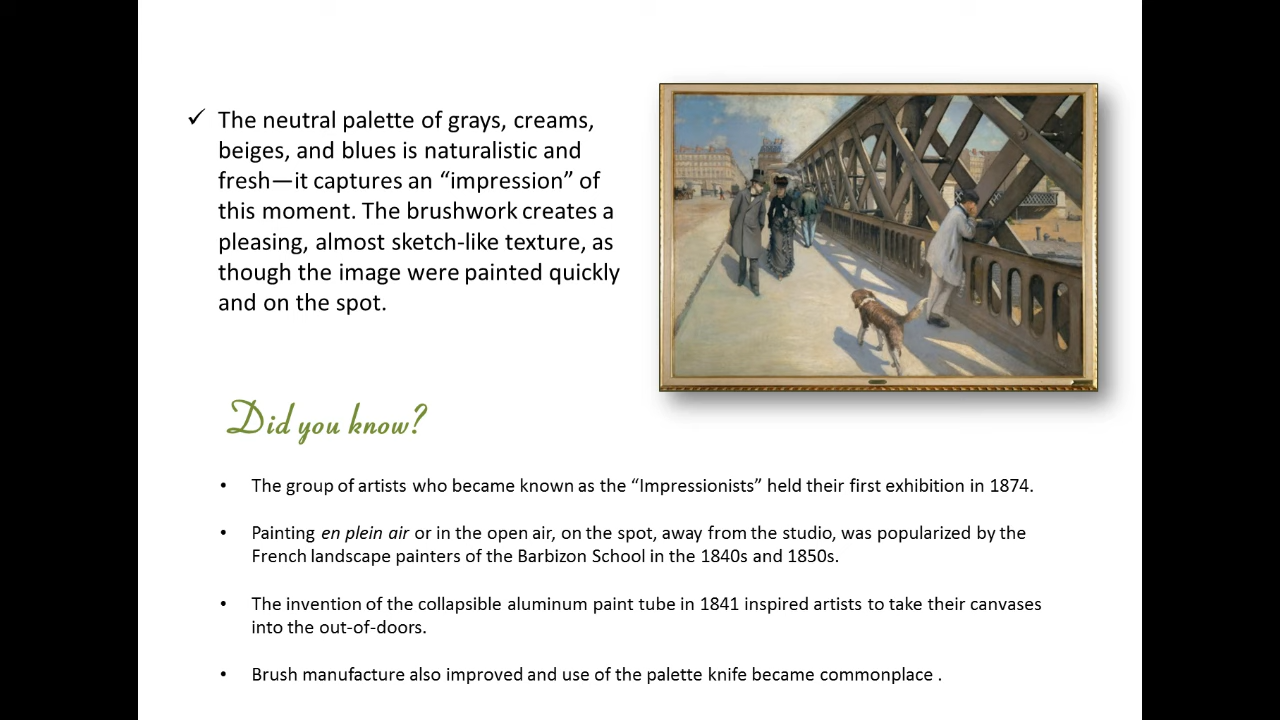 ✓ The neutral palette of grays, creams,
beiges, and blues is naturalistic and
fresh—it captures an “impression” of
this moment. The brushwork creates a
pleasing, almost sketch-like texture, as
though the image were painted quickly
and on the spot.
Did you know?
• The group of artists who became known as the “Impressionists” held their first exhibition in 1874.
• Painting en plein air or in the open air, on the spot, away from the studio, was popularized by the
French landscape painters of the Barbizon School in the 1840s and 1850s.
• The invention of the collapsible aluminum paint tube in 1841 inspired artists to take their canvases
into the out-of-doors.
• Brush manufacture also improved and use of the palette knife became commonplace .